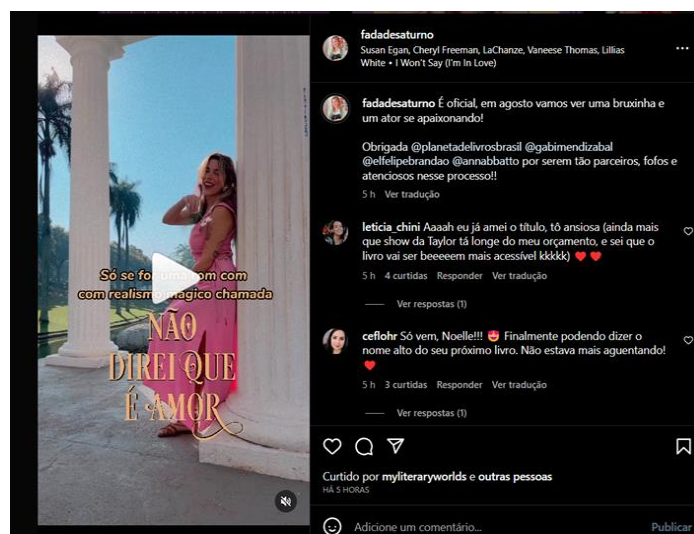 Só se for uma com com
com realismo mágico chamada
NÃO
DIREI QUE
É AMOR
fadadesaturno
Susan Egan, Cheryl Freeman, LaChanze, Vaneese Thomas, Lillias
White • I Won't Say (I'm In Love)
fadadesaturno É oficial, em agosto vamos ver uma bruxinha e
um ator se apaixonando!
Obrigada @planetadelivrosbrasil @gabimendizabal
@elfelipebrandao @annabbatto por serem tão parceiros, fofos e
atenciosos nesse processo!!
5 h Ver tradução
leticia_chini Aaaah eu já amei o título, tô ansiosa (ainda mais
que show da Taylor tá longe do meu orçamento, e sei que o
livro vai ser beeeeem mais acessível kkkkk) ❤️ ❤️
5 h 4 curtidas Responder Ver tradução
Ver respostas (1)
ceflohr Só vem, Noelle!!! 🤩 Finalmente podendo dizer o
nome alto do seu próximo livro. Não estava mais aguentando!
❤️
5 h 3 curtidas Responder Ver tradução
Ver respostas (1)
Curtido por myliteraryworlds e outras pessoas
HÁ 5 HORAS
Adicione um comentário...
Publicar